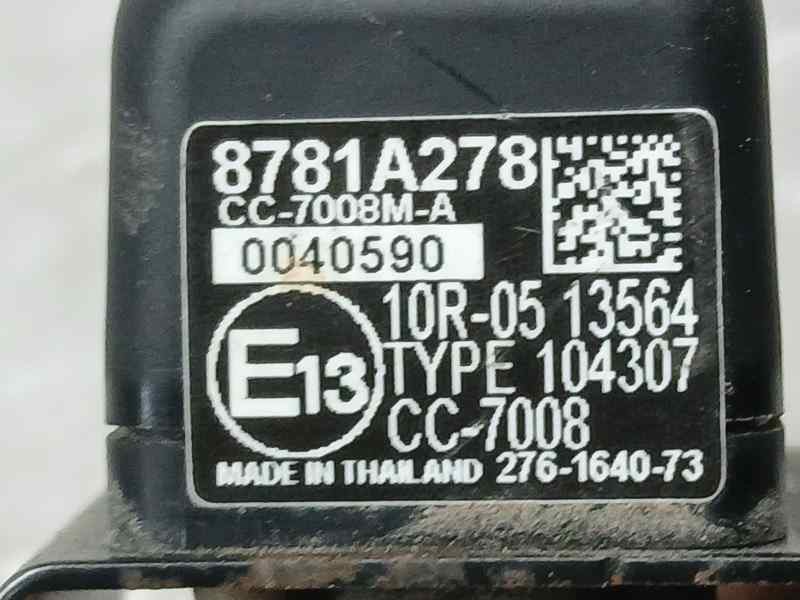 8781A278
CC-7008M-A
0040590
10R-05 13564
E13 TYPE 104307
CC-7008
MADE IN THAILAND 276-1640-73